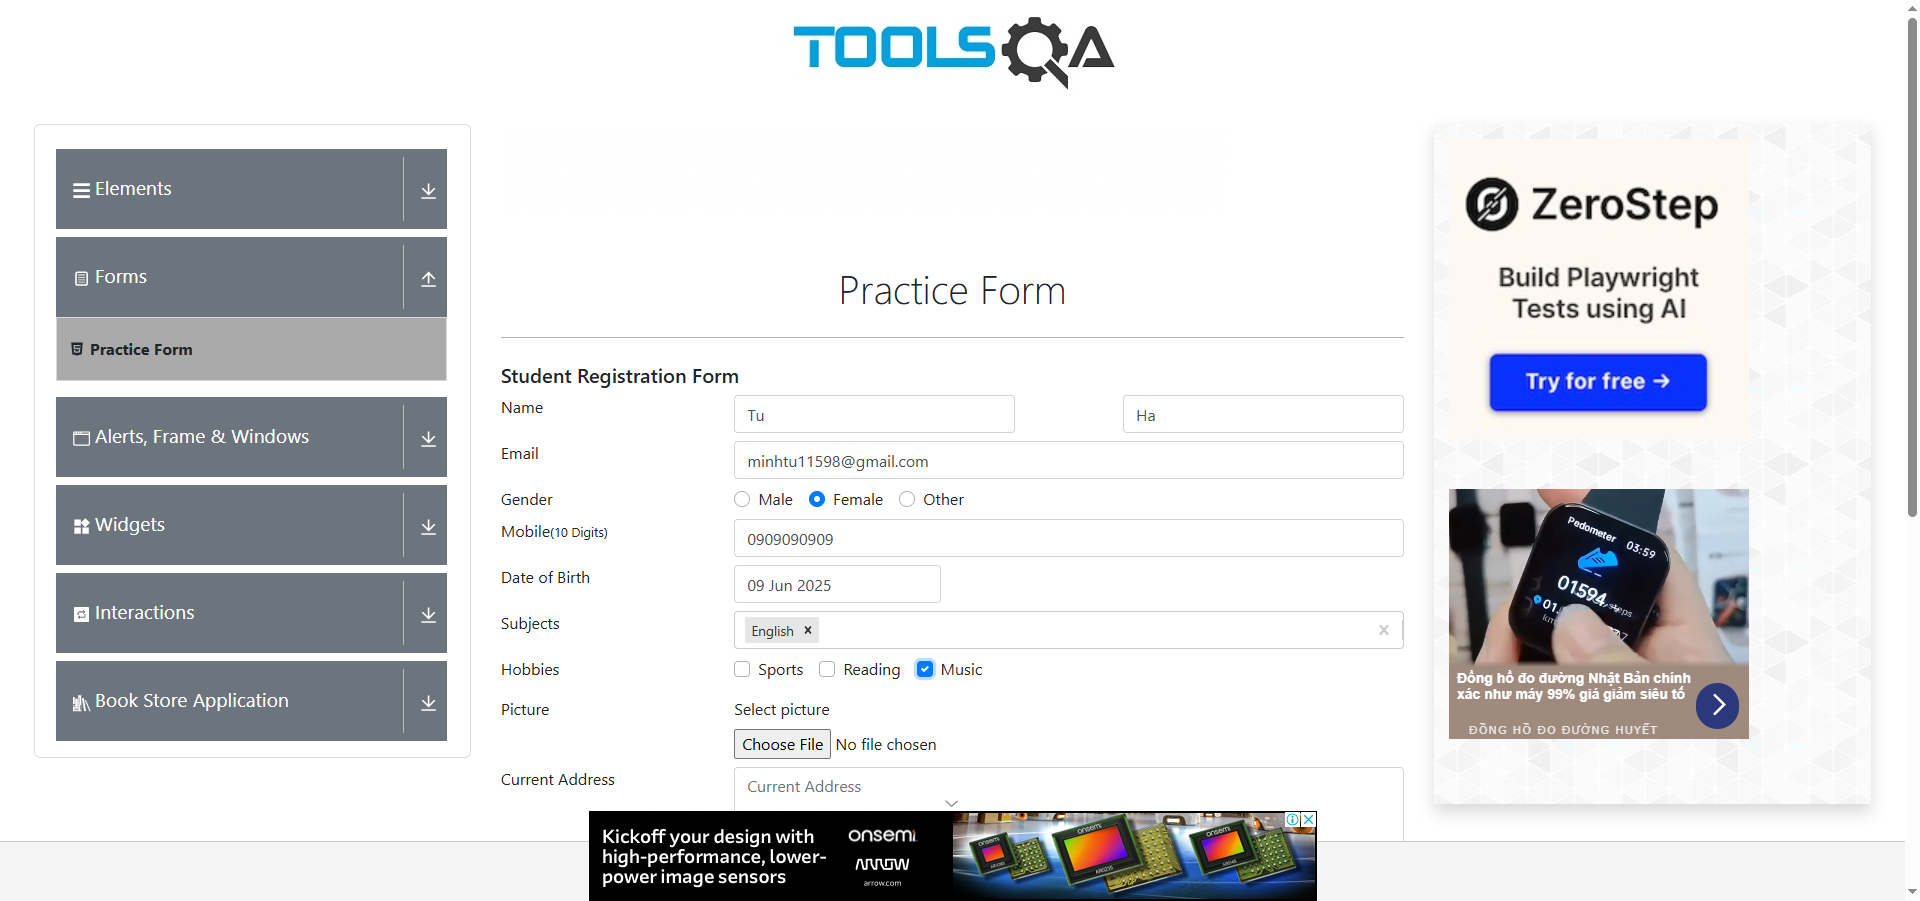 TOOLSQA
Elements
Forms
Practice Form
Alerts, Frame & Windows
Widgets
Interactions
Book Store Application
Practice Form
Student Registration Form
Name
Tu
Ha
Email
minhtu11598@gmail.com
Gender
Male
Female
Other
Mobile(10 Digits)
0909090909
Date of Birth
09 Jun 2025
Subjects
English
Hobbies
Sports
Reading
Music
Picture
Select picture
Choose File No file chosen
Current Address
Current Address
ZeroStep
Build Playwright
Tests using AI
Try for free →
Pedometer
03:59
01594
steps
Đồng hồ đo đường Nhật Bản chính
xác như máy 99% giá giảm siêu tố
ĐỒNG HỒ ĐO ĐƯỜNG HUYẾT
Kickoff your design with
high-performance, lower-
power image sensors
onsemi
ARROW
arrow.com
onsemi
onsemi
onsemi